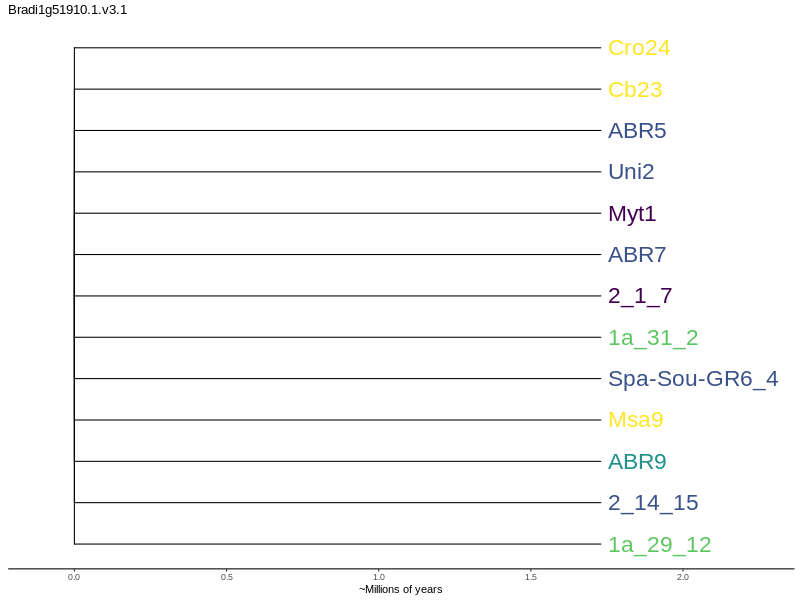 Bradi1g51910.1.v3.1
Cro24
Cb23
ABR5
Uni2
Myt1
ABR7
2_1_7
1a_31_2
Spa-Sou-GR6_4
Msa9
ABR9
2_14_15
1a_29_12
0.0 0.5 1.0 1.5 2.0
~Millions of years